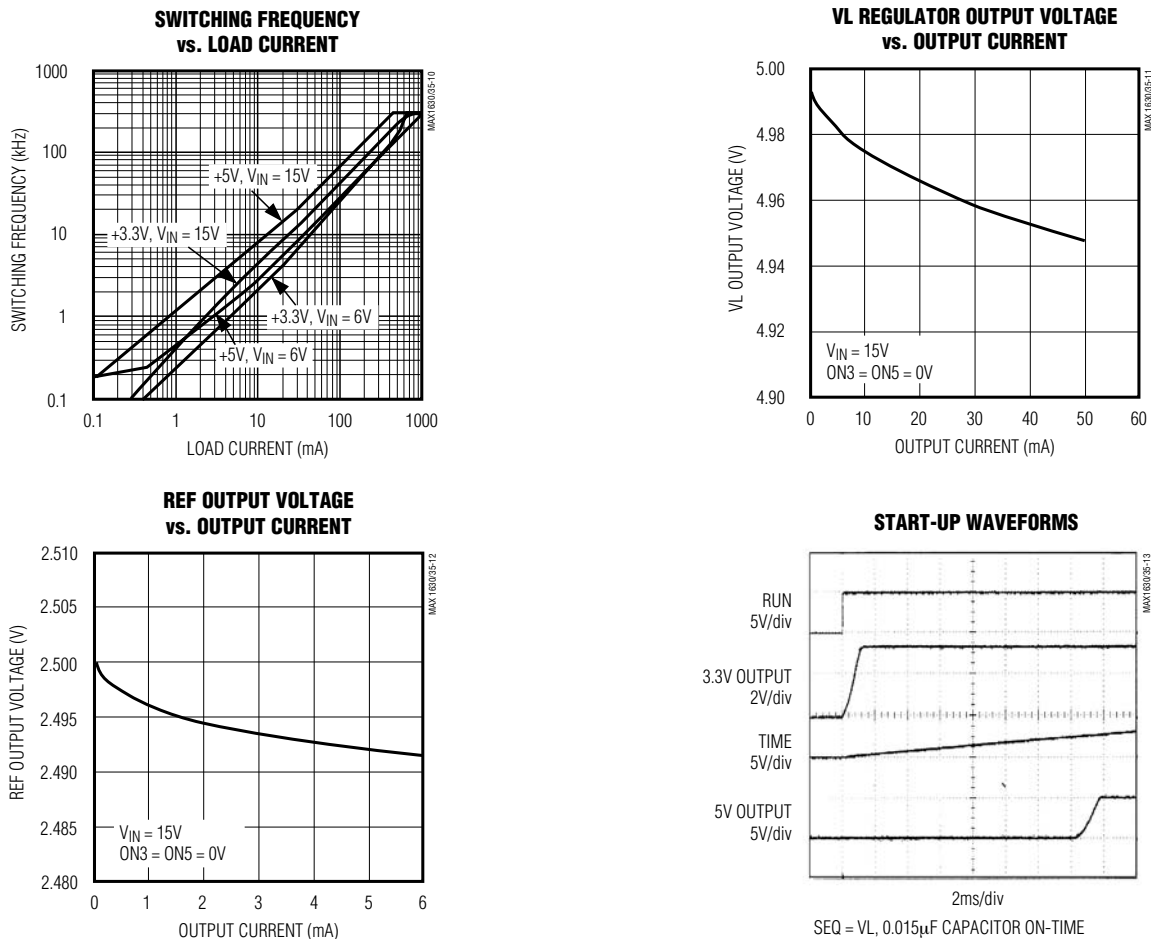 SWITCHING FREQUENCY
vs. LOAD CURRENT
MAX1630/35-10
SWITCHING FREQUENCY (kHz)
1000
100
10
1
0.1
+5V, VIN = 15V
+3.3V, VIN = 15V
+3.3V, VIN = 6V
+5V, VIN = 6V
0.1 1 10 100 1000
LOAD CURRENT (mA)
VL REGULATOR OUTPUT VOLTAGE
vs. OUTPUT CURRENT
MAX 1630/35-11
VL OUTPUT VOLTAGE (V)
5.00
4.98
4.96
4.94
4.92
4.90
VIN = 15V
ON3 = ON5 = 0V
0 10 20 30 40 50 60
OUTPUT CURRENT (mA)
REF OUTPUT VOLTAGE
vs. OUTPUT CURRENT
MAX 1630/35-12
REF OUTPUT VOLTAGE (V)
2.510
2.505
2.500
2.495
2.490
2.485
2.480
VIN = 15V
ON3 = ON5 = 0V
0 1 2 3 4 5 6
OUTPUT CURRENT (mA)
START-UP WAVEFORMS
MAX1630/35-13
RUN
5V/div
3.3V OUTPUT
2V/div
TIME
5V/div
5V OUTPUT
5V/div
2ms/div
SEQ = VL, 0.015µF CAPACITOR ON-TIME